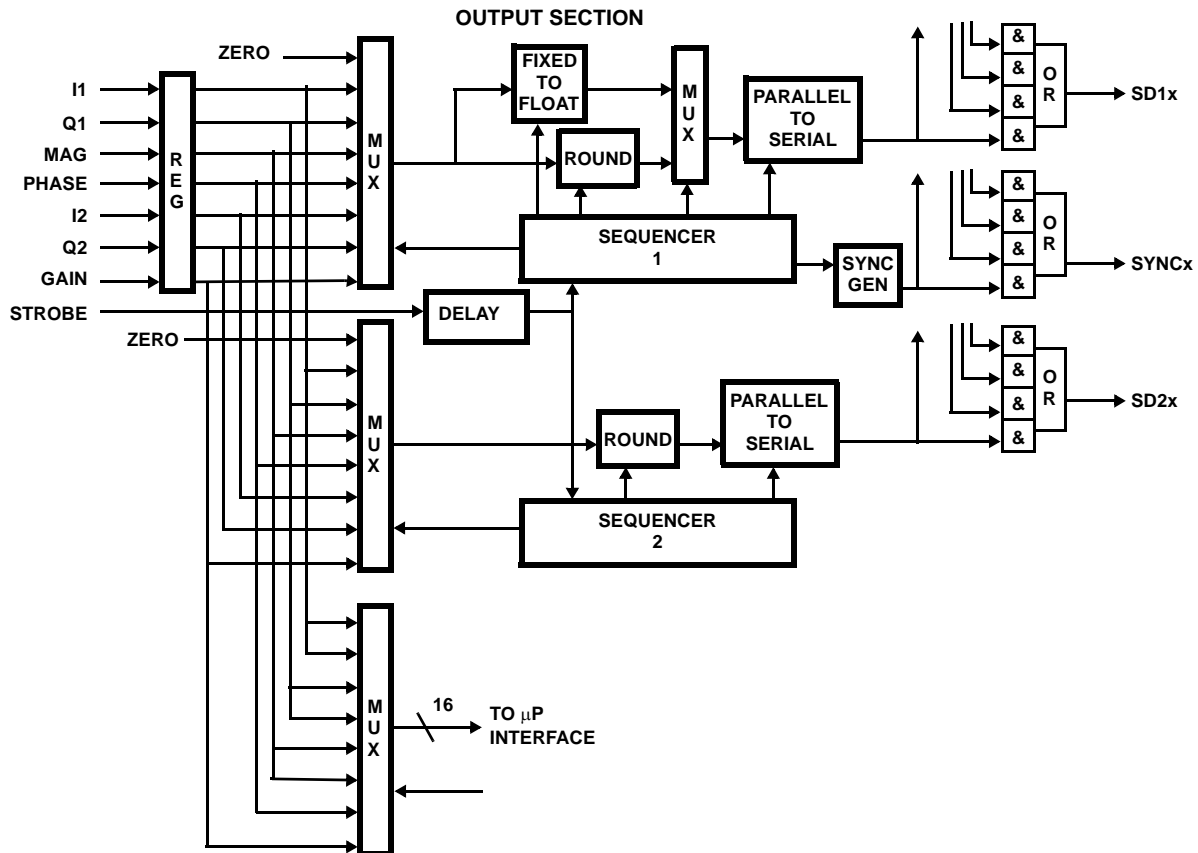 OUTPUT SECTION
ZERO
I1
Q1
MAG
PHASE
I2
Q2
GAIN
STROBE
R
E
G
M
U
X
FIXED
TO
FLOAT
ROUND
M
U
X
PARALLEL
TO
SERIAL
SEQUENCER
1
SYNC
GEN
DELAY
&
&
&
&
O
R
SD1x
&
&
&
&
O
R
SYNCx
ZERO
M
U
X
ROUND
PARALLEL
TO
SERIAL
SEQUENCER
2
&
&
&
&
O
R
SD2x
M
U
X
16
TO μP
INTERFACE